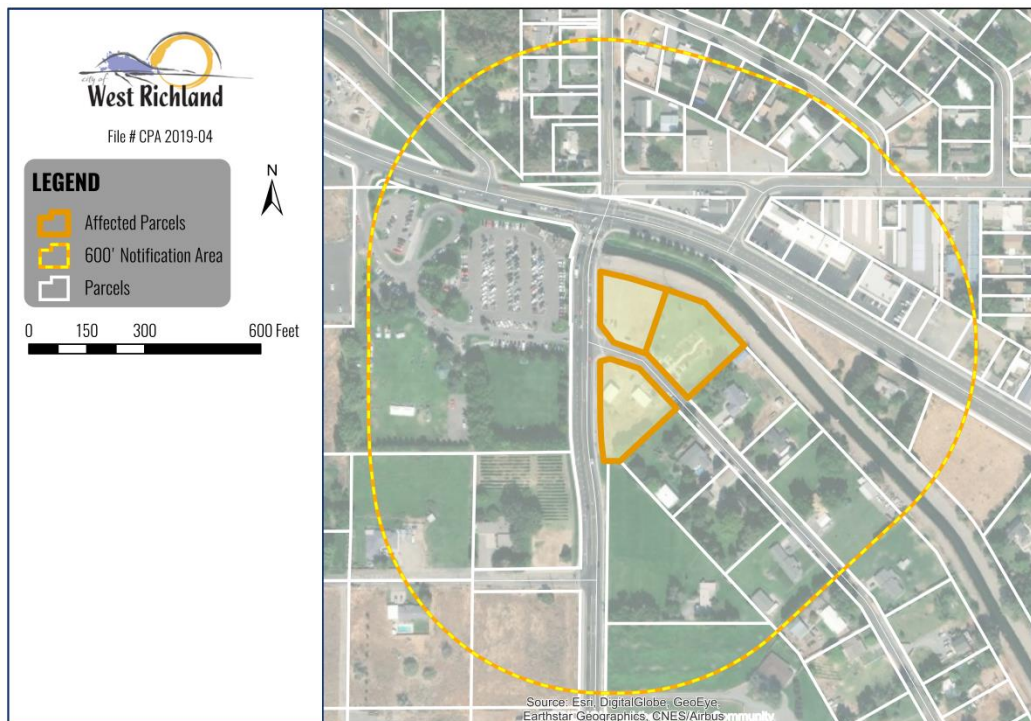 city of
West Richland
File # CPA 2019-04
LEGEND
Affected Parcels
600' Notification Area
Parcels
N
0 150 300 600 Feet
Source: Esri, DigitalGlobe, GeoEye,
Earthstar Geographics, CNES/Airbus
community